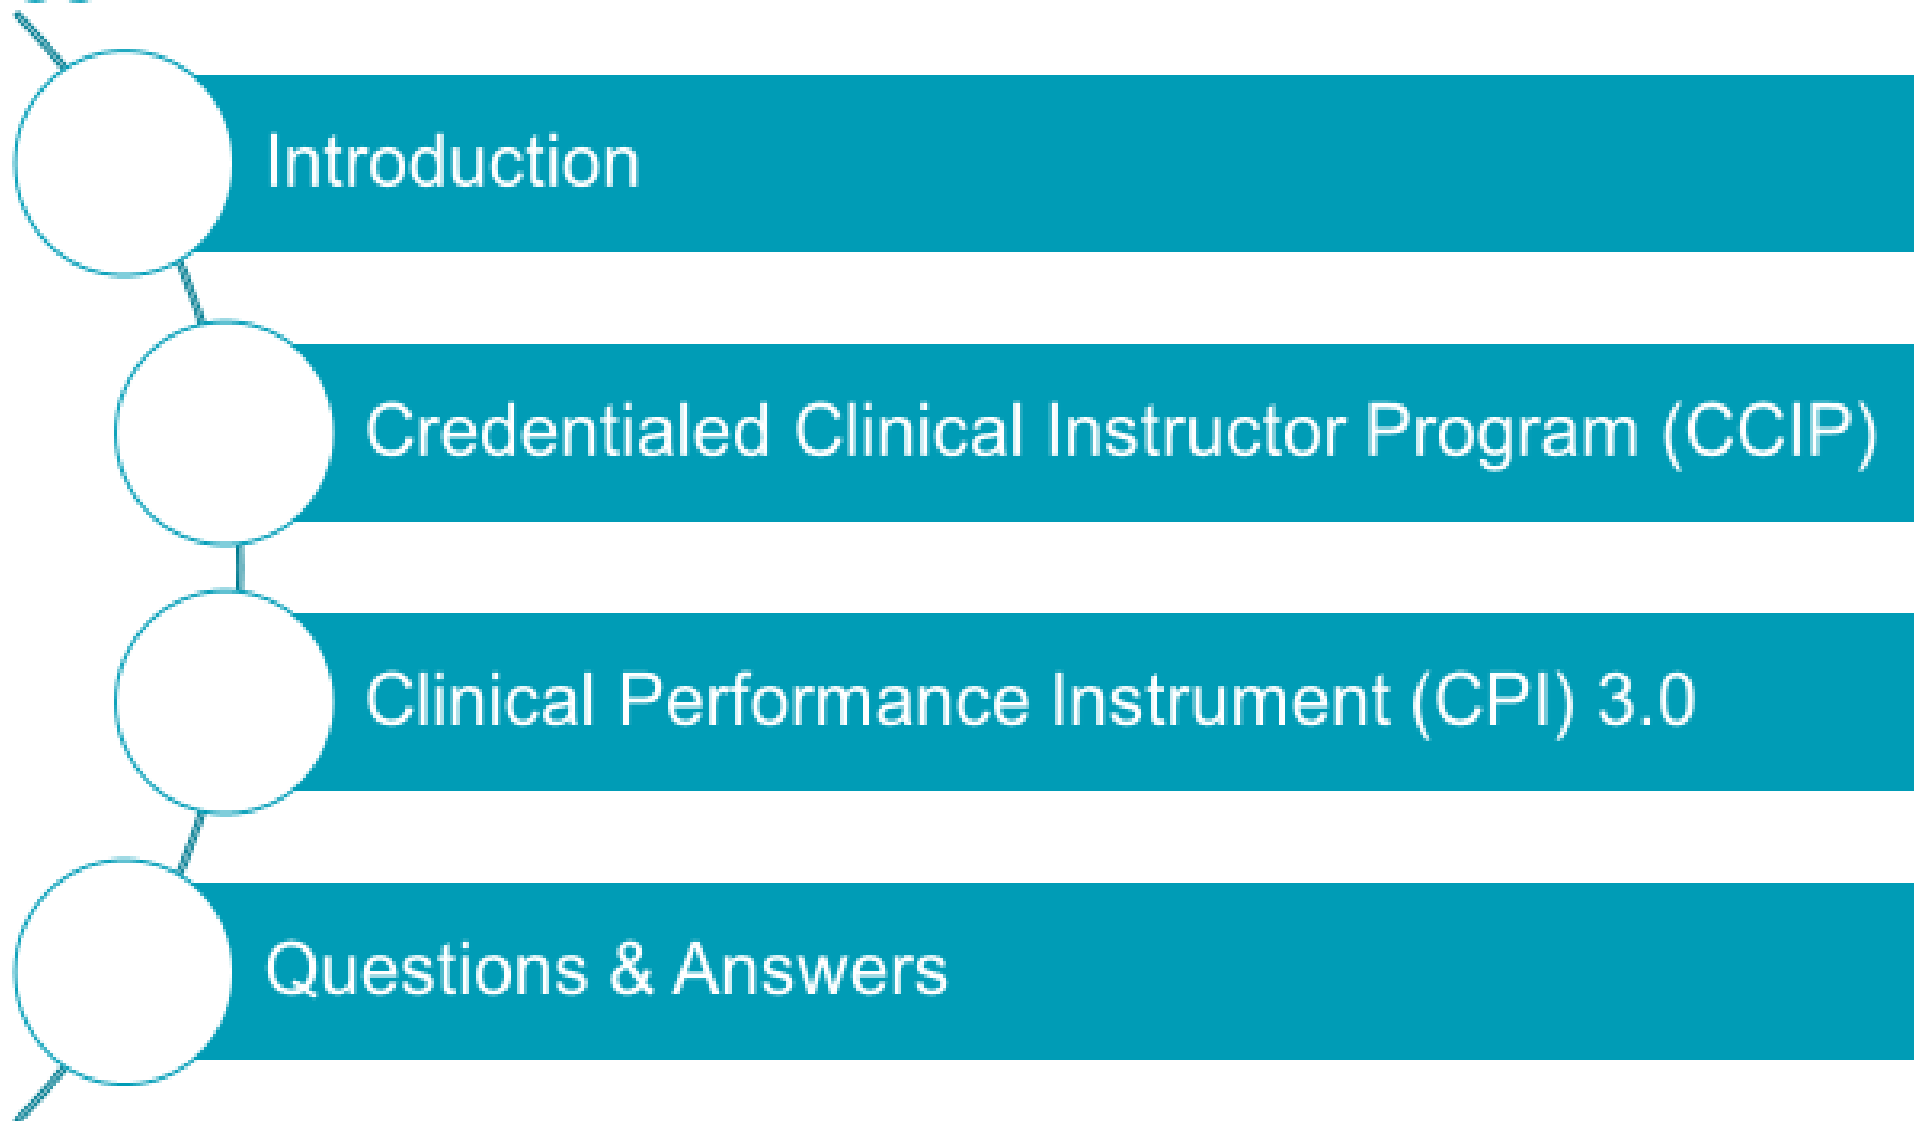 Introduction
Credentialed Clinical Instructor Program (CCIP)
Clinical Performance Instrument (CPI) 3.0
Questions & Answers